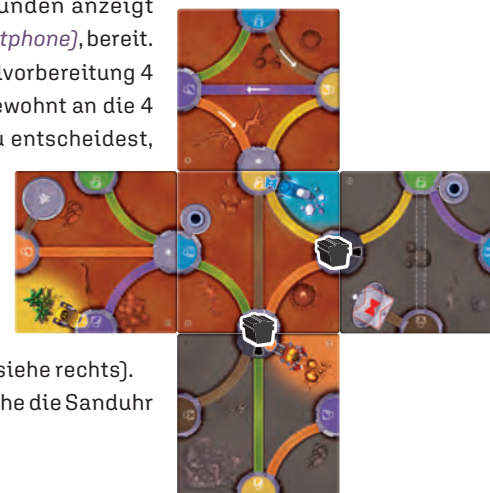 unden anzeigt
tphone), bereit.
lvorbereitung 4
ewohnt an die 4
u entscheidest,
siehe rechts).
he die Sanduhr